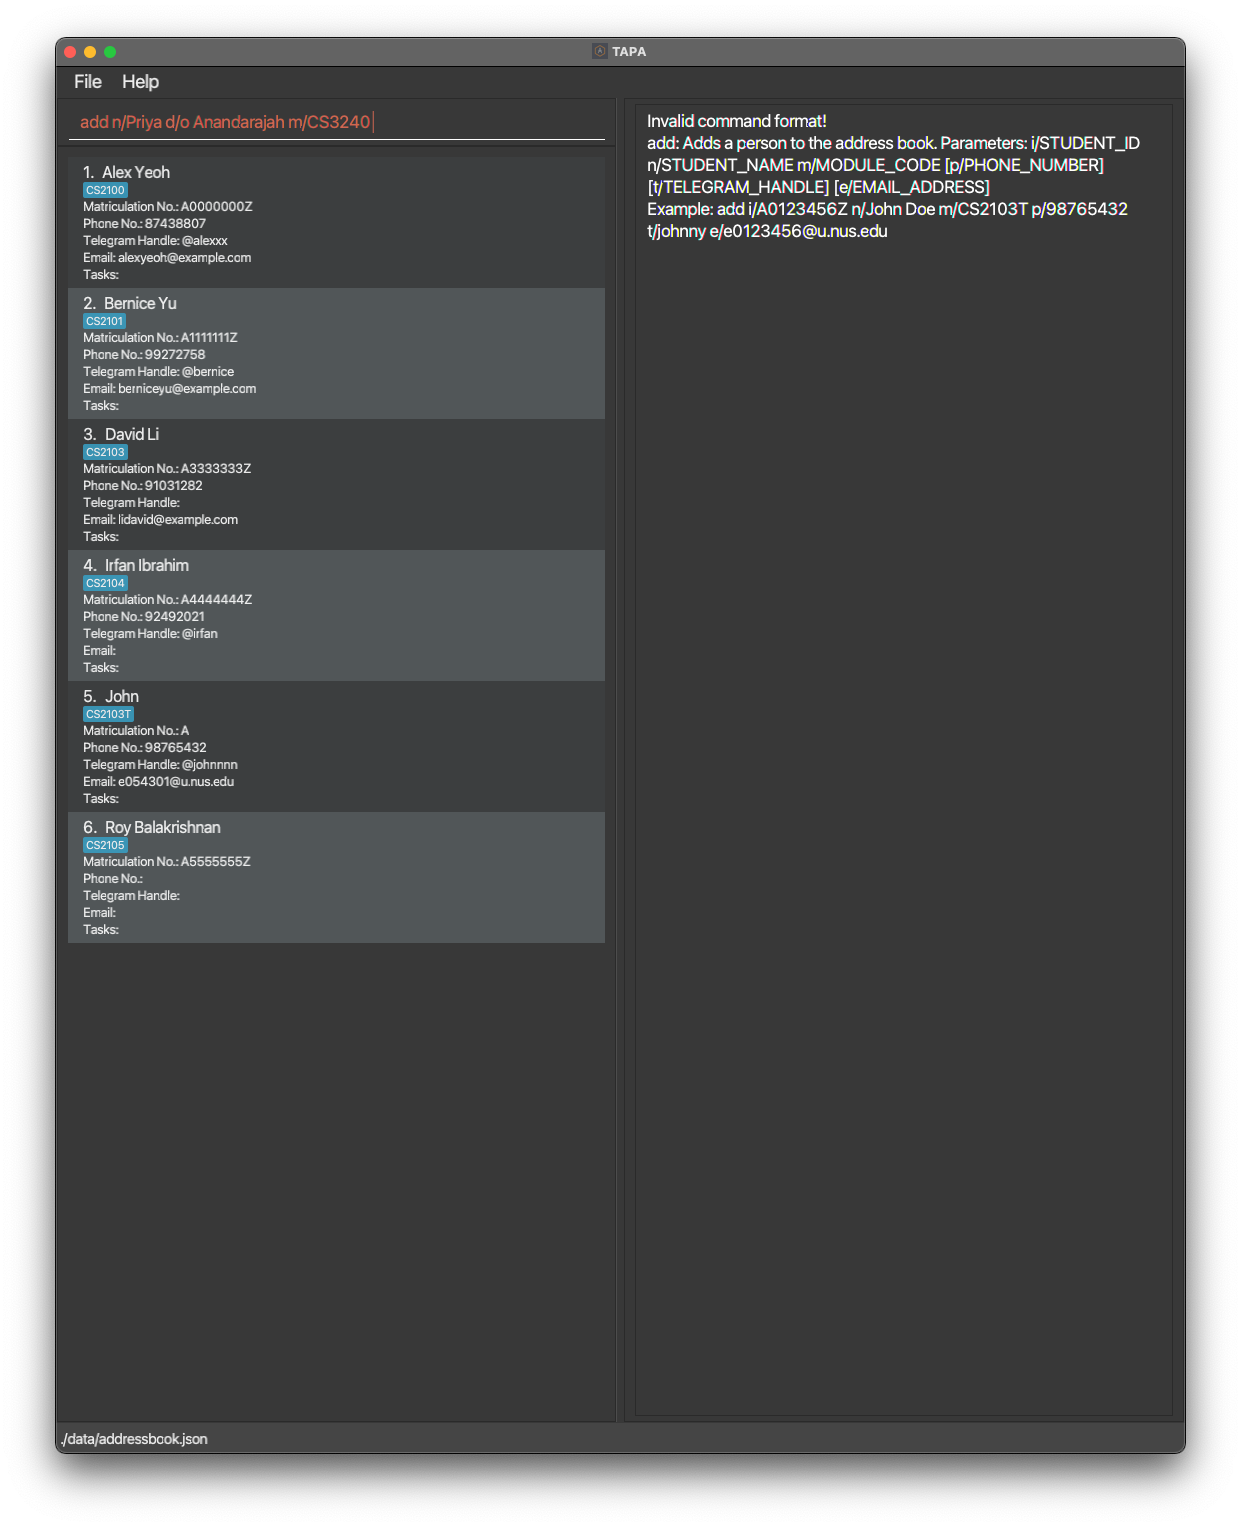 TAPA
File Help
add n/Priya d/o Anandarajah m/CS3240
1. Alex Yeoh
CS2100
Matriculation No.: A0000000Z
Phone No.: 87438807
Telegram Handle: @alexxx
Email: alexyeoh@example.com
Tasks:
2. Bernice Yu
CS2101
Matriculation No.: A1111111Z
Phone No.: 99272758
Telegram Handle: @bernice
Email: berniceyu@example.com
Tasks:
3. David Li
CS2103
Matriculation No.: A3333333Z
Phone No.: 91031282
Telegram Handle:
Email: lidavid@example.com
Tasks:
4. Irfan Ibrahim
CS2104
Matriculation No.: A4444444Z
Phone No.: 92492021
Telegram Handle: @irfan
Email:
Tasks:
5. John
CS2103T
Matriculation No.: A
Phone No.: 98765432
Telegram Handle: @johnnnn
Email: e054301@u.nus.edu
Tasks:
6. Roy Balakrishnan
CS2105
Matriculation No.: A5555555Z
Phone No.:
Telegram Handle:
Email:
Tasks:
Invalid command format!
add: Adds a person to the address book. Parameters: i/STUDENT_ID
n/STUDENT_NAME m/MODULE_CODE [p/PHONE_NUMBER]
[t/TELEGRAM_HANDLE] [e/EMAIL_ADDRESS]
Example: add i/A0123456Z n/John Doe m/CS2103T p/98765432
t/johnny e/e0123456@u.nus.edu
./data/addressbook.json